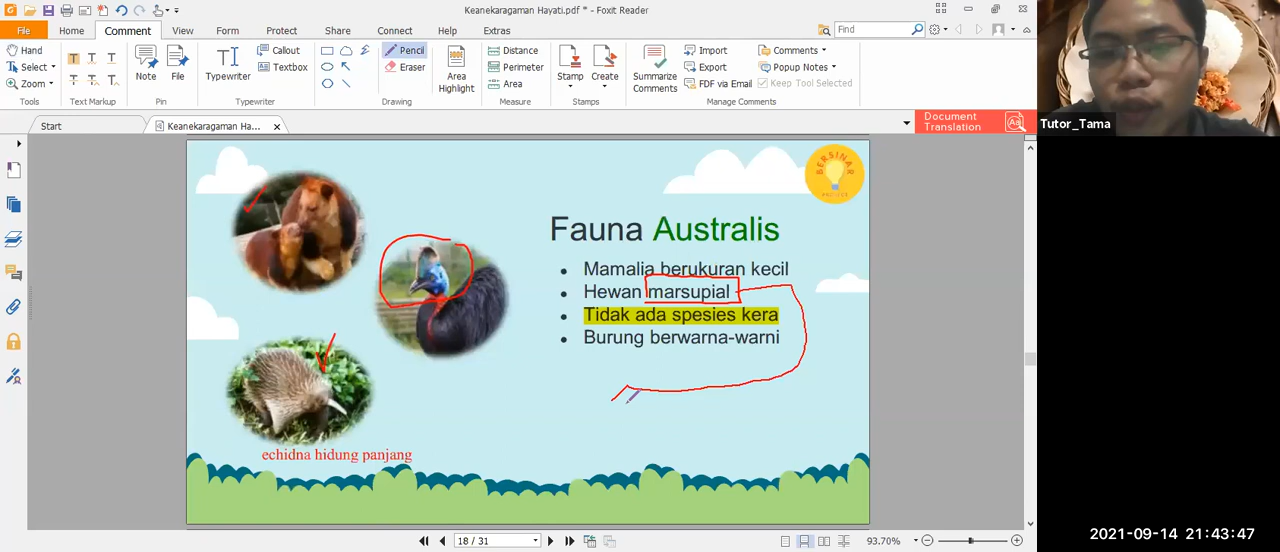 Keanekaragaman Hayati.pdf * - Foxit Reader
File Home Comment View Form Protect Share Connect Help Extras
Find
Hand
Select
Zoom
Tools
Text Markup
Note
File
Pin
Typewriter
Callout
Textbox
Typewriter
Pencil
Eraser
Drawing
Area
Highlight
Distance
Perimeter
Area
Measure
Stamp
Create
Stamps
Summarize
Comments
Import
Export
FDF via Email
Comments
Popup Notes
Keep Tool Selected
Manage Comments
Start
Keanekaragaman Ha...
Document
Translation
Tutor_Tama
BERSINAR
PROJECT
Fauna Australis
Mamalia berukuran kecil
Hewan marsupial
Tidak ada spesies kera
Burung berwarna-warni
echidna hidung panjang
18 / 31
93.70%
2021-09-14 21:43:47